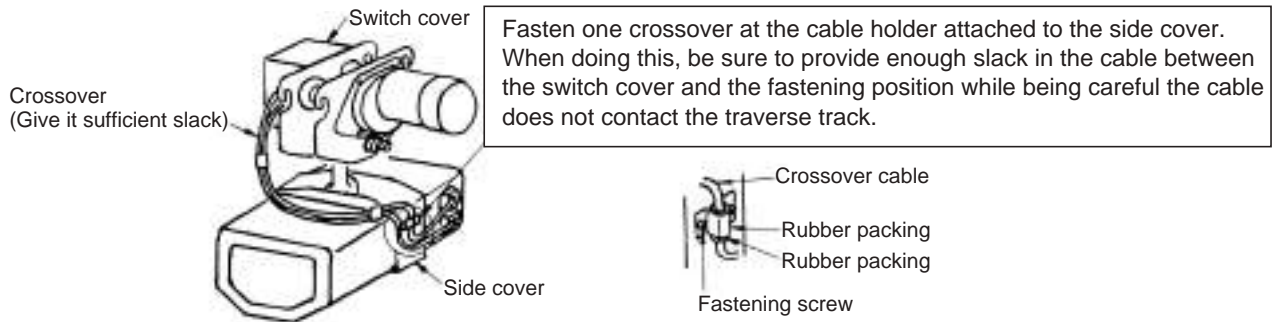 Switch cover
Fasten one crossover at the cable holder attached to the side cover.
When doing this, be sure to provide enough slack in the cable between
the switch cover and the fastening position while being careful the cable
does not contact the traverse track.
Crossover
(Give it sufficient slack)
Side cover
Crossover cable
Rubber packing
Rubber packing
Fastening screw